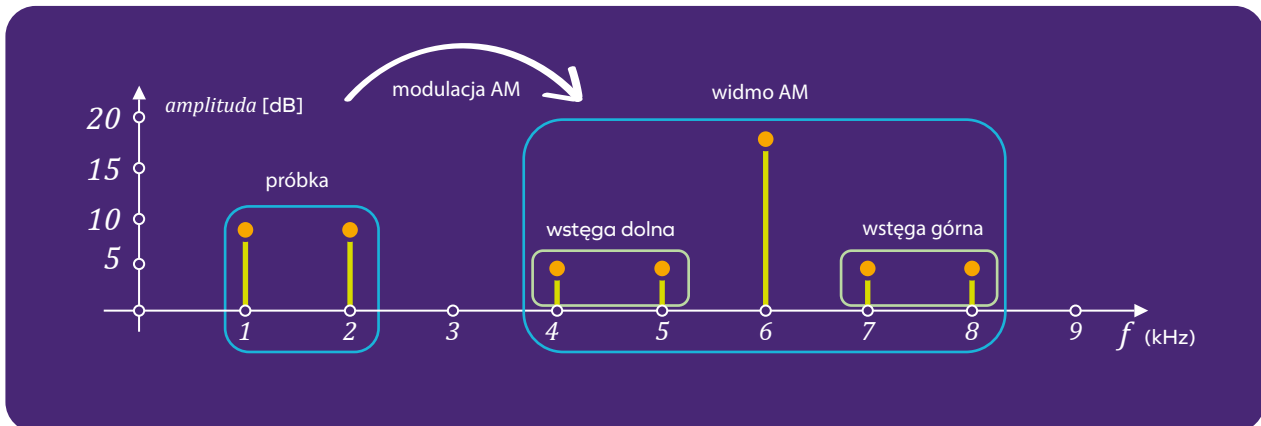 modulacja AM
widmo AM
amplituda [dB]
20
15
10
5
próbka
wstęga dolna
wstęga górna
1 2 3 4 5 6 7 8 9 f (kHz)